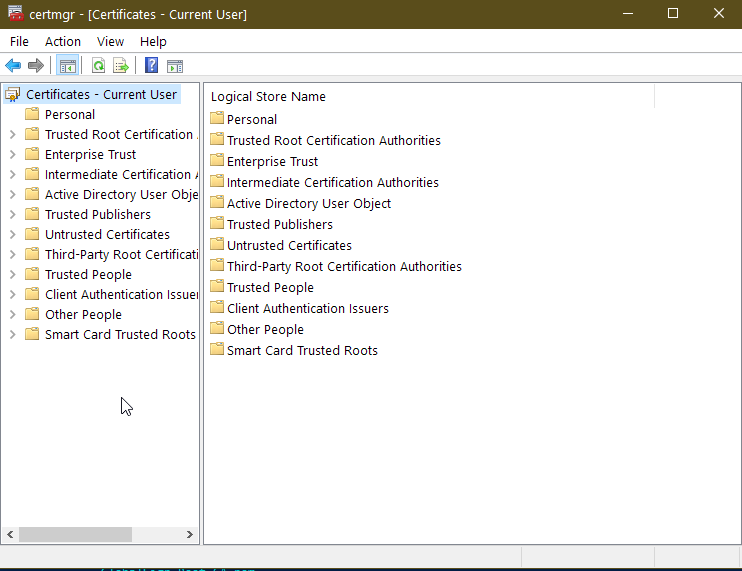 certmgr - [Certificates - Current User]
File Action View Help
Certificates - Current User
Personal
Trusted Root Certification
Enterprise Trust
Intermediate Certification
Active Directory User Obje
Trusted Publishers
Untrusted Certificates
Third-Party Root Certificati
Trusted People
Client Authentication Issue
Other People
Smart Card Trusted Roots
Logical Store Name
Personal
Trusted Root Certification Authorities
Enterprise Trust
Intermediate Certification Authorities
Active Directory User Object
Trusted Publishers
Untrusted Certificates
Third-Party Root Certification Authorities
Trusted People
Client Authentication Issuers
Other People
Smart Card Trusted Roots